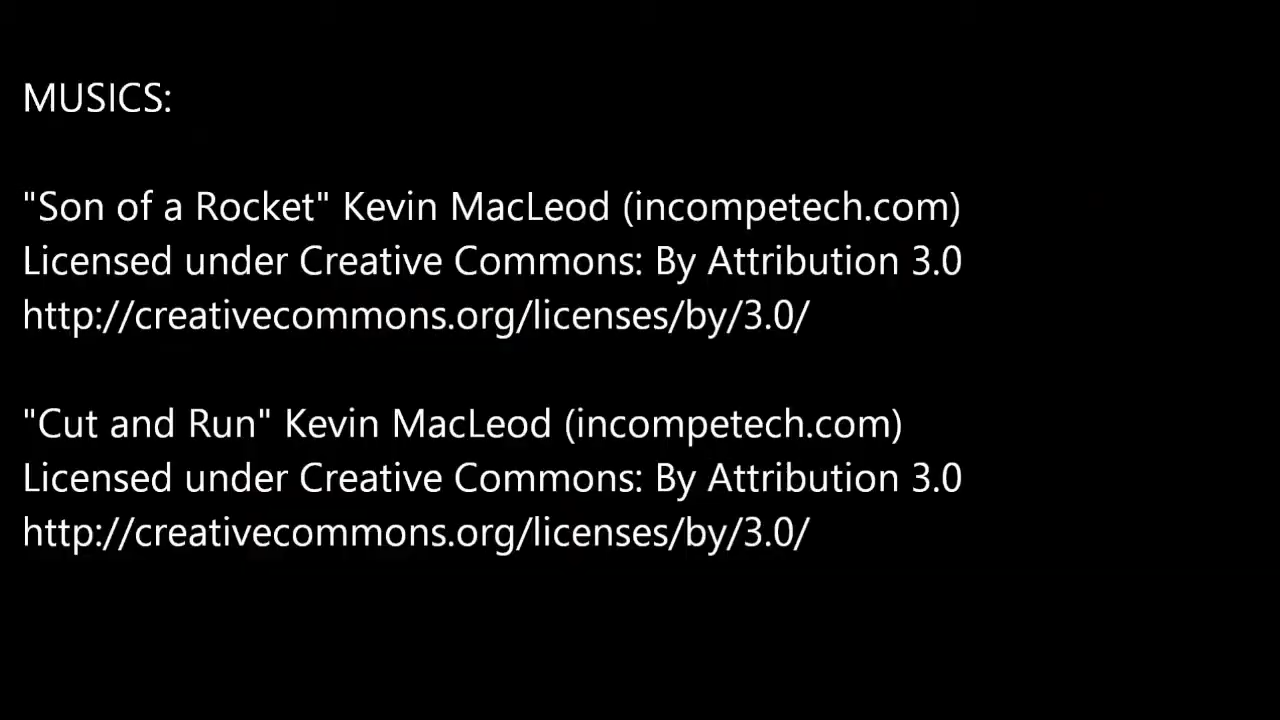 MUSICS:
"Son of a Rocket" Kevin MacLeod (incompetech.com)
Licensed under Creative Commons: By Attribution 3.0
http://creativecommons.org/licenses/by/3.0/
"Cut and Run" Kevin MacLeod (incompetech.com)
Licensed under Creative Commons: By Attribution 3.0
http://creativecommons.org/licenses/by/3.0/